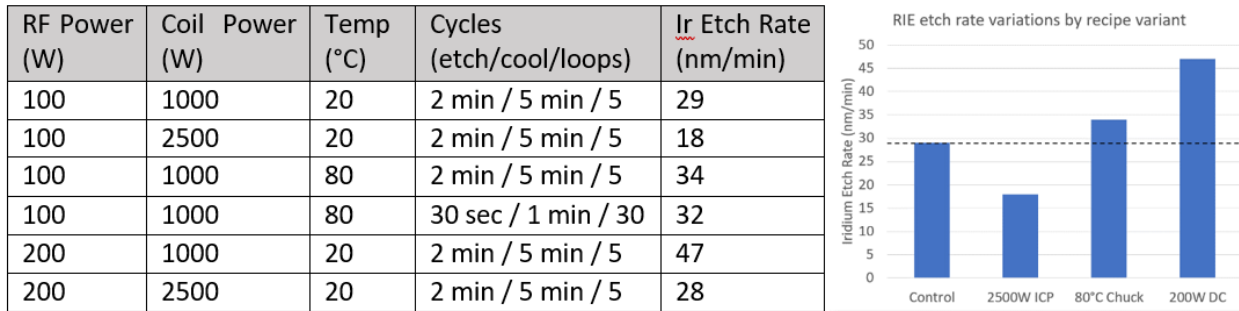 RF Power (W) Coil Power (W) Temp (°C) Cycles (etch/cool/loops) Ir Etch Rate (nm/min)
100 1000 20 2 min / 5 min / 5 29
100 2500 20 2 min / 5 min / 5 18
100 1000 80 2 min / 5 min / 5 34
100 1000 80 30 sec / 1 min / 30 32
200 1000 20 2 min / 5 min / 5 47
200 2500 20 2 min / 5 min / 5 28
RIE etch rate variations by recipe variant
Iridium Etch Rate (nm/min)
50
45
40
35
30
25
20
15
10
5
0
Control 2500W ICP 80°C Chuck 200W DC